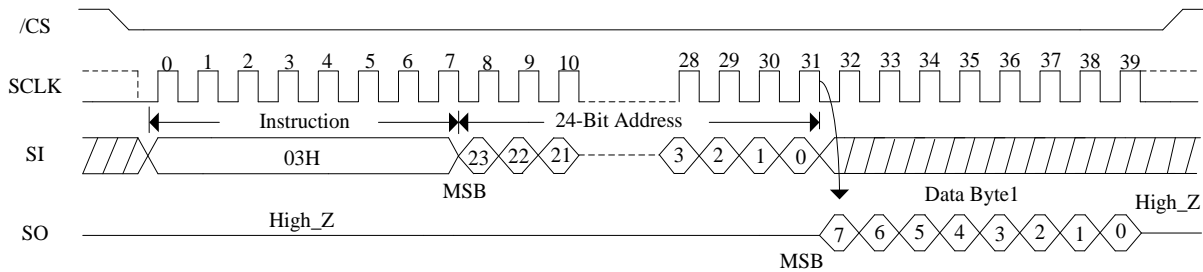 /CS
0 1 2 3 4 5 6 7 8 9 10 28 29 30 31 32 33 34 35 36 37 38 39
SCLK
Instruction 24-Bit Address
SI 03H 23 22 21 3 2 1 0
MSB Data Byte1 High_Z
High_Z
SO 7 6 5 4 3 2 1 0
MSB